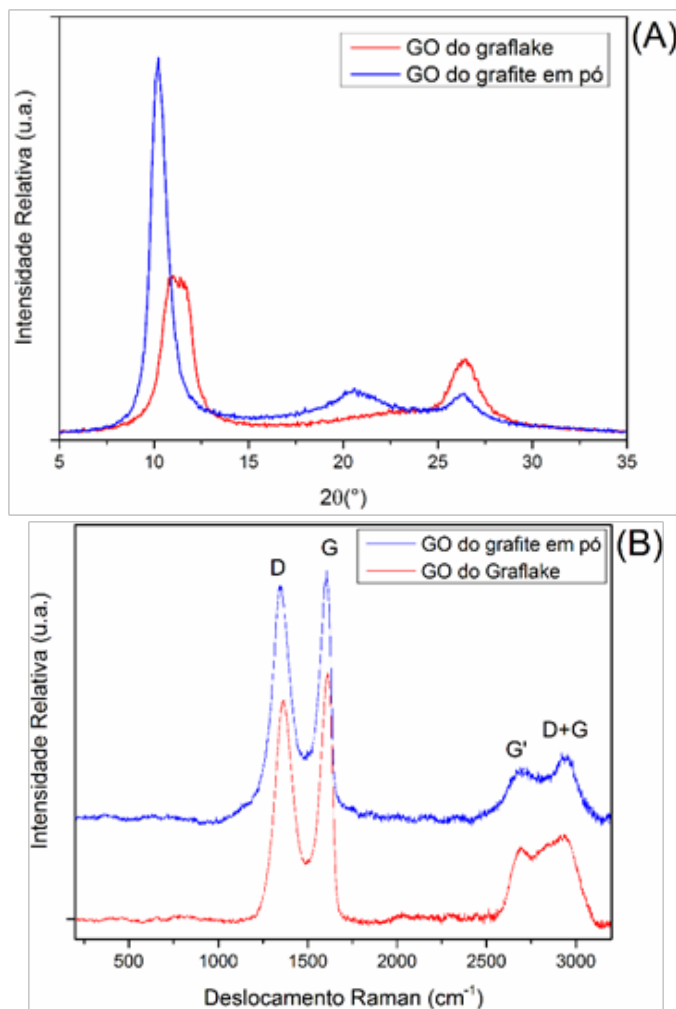 (A)
GO do graflake
GO do grafite em pó
Intensidade Relativa (u.a.)
5 10 15 20 25 30 35
2θ(°)
(B)
GO do grafite em pó
GO do Graflake
D
G
G'
D+G
Intensidade Relativa (u.a.)
500 1000 1500 2000 2500 3000
Deslocamento Raman (cm⁻¹)